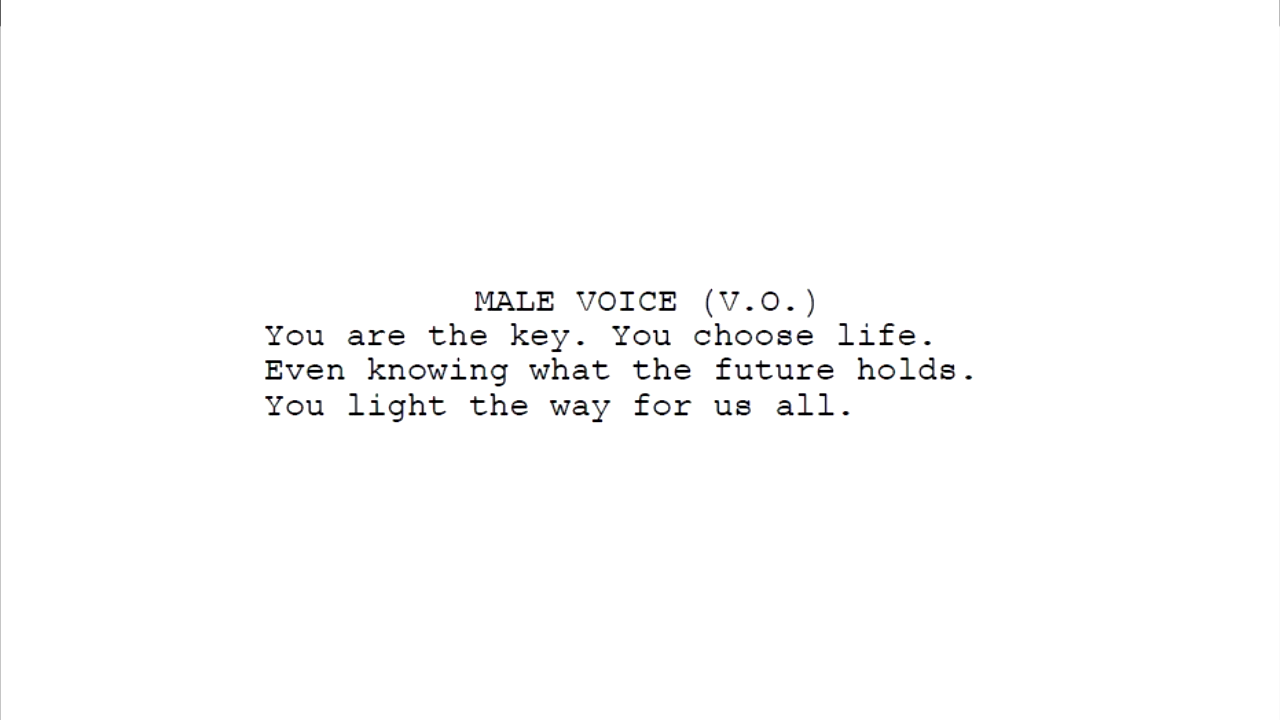 MALE VOICE (V.O.)
You are the key. You choose life.
Even knowing what the future holds.
You light the way for us all.